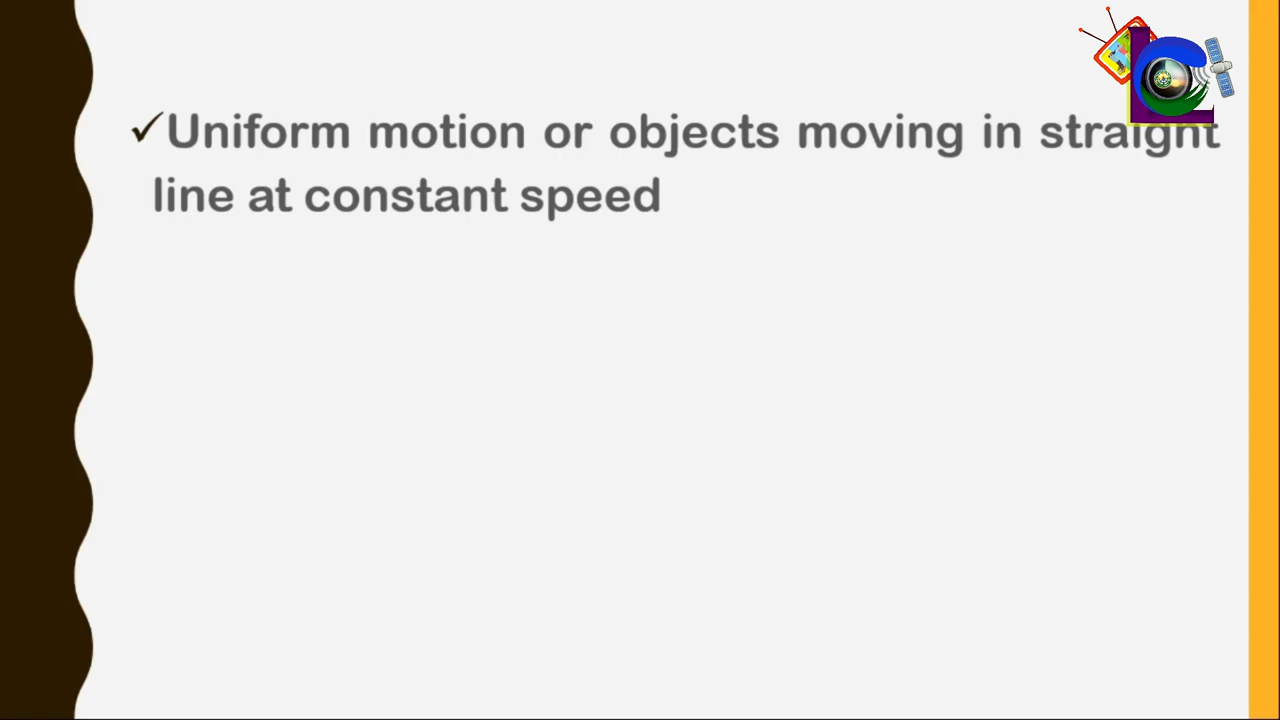 ✓Uniform motion or objects moving in straight
line at constant speed